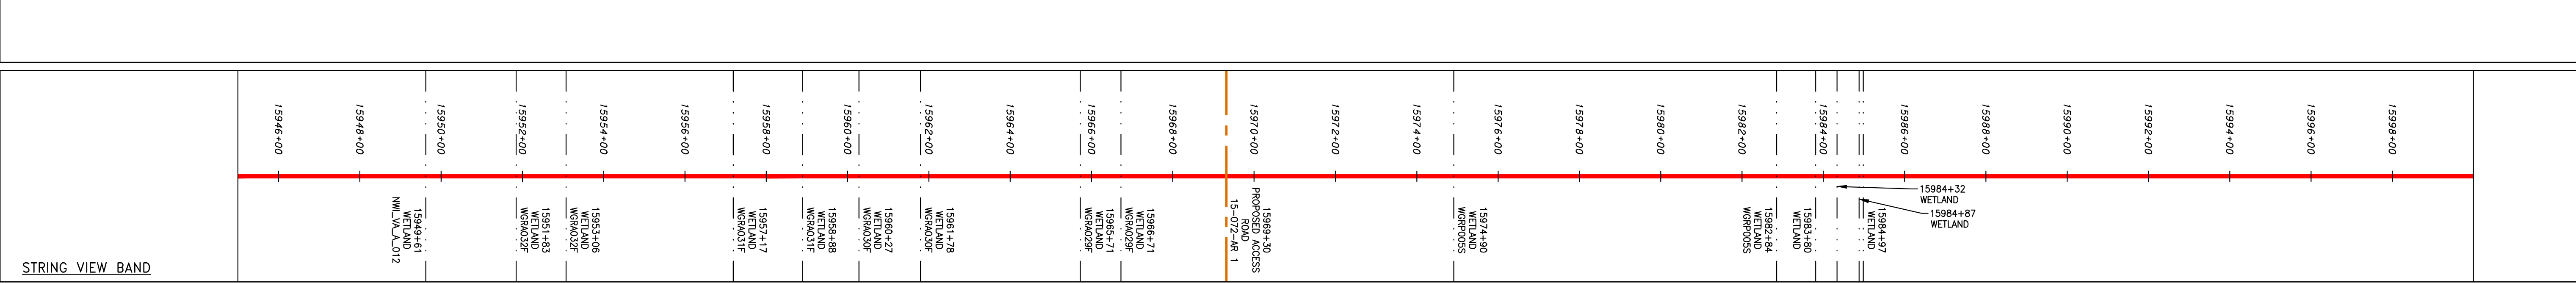 15946+00
15948+00
15950+00
15952+00
15954+00
15956+00
15958+00
15960+00
15962+00
15964+00
15966+00
15968+00
15970+00
15972+00
15974+00
15976+00
15978+00
15980+00
15982+00
15984+00
15986+00
15988+00
15990+00
15992+00
15994+00
15996+00
15998+00
15949+61
WETLAND
NWI_VA_A_012
15951+83
WETLAND
WGRA032F
15953+06
WETLAND
WGRA032F
15957+17
WETLAND
WGRA031F
15958+88
WETLAND
WGRA031F
15960+27
WETLAND
WGRA030F
15961+78
WETLAND
WGRA030F
15965+71
WETLAND
WGRA029F
15966+71
WETLAND
WGRA029F
15969+30
PROPOSED ACCESS
ROAD
15-072-AR 1
15974+90
WETLAND
WGRP005S
15982+84
WETLAND
WGRP005S
15983+80
WETLAND
15984+97
WETLAND
15984+32
WETLAND
15984+87
WETLAND
STRING VIEW BAND